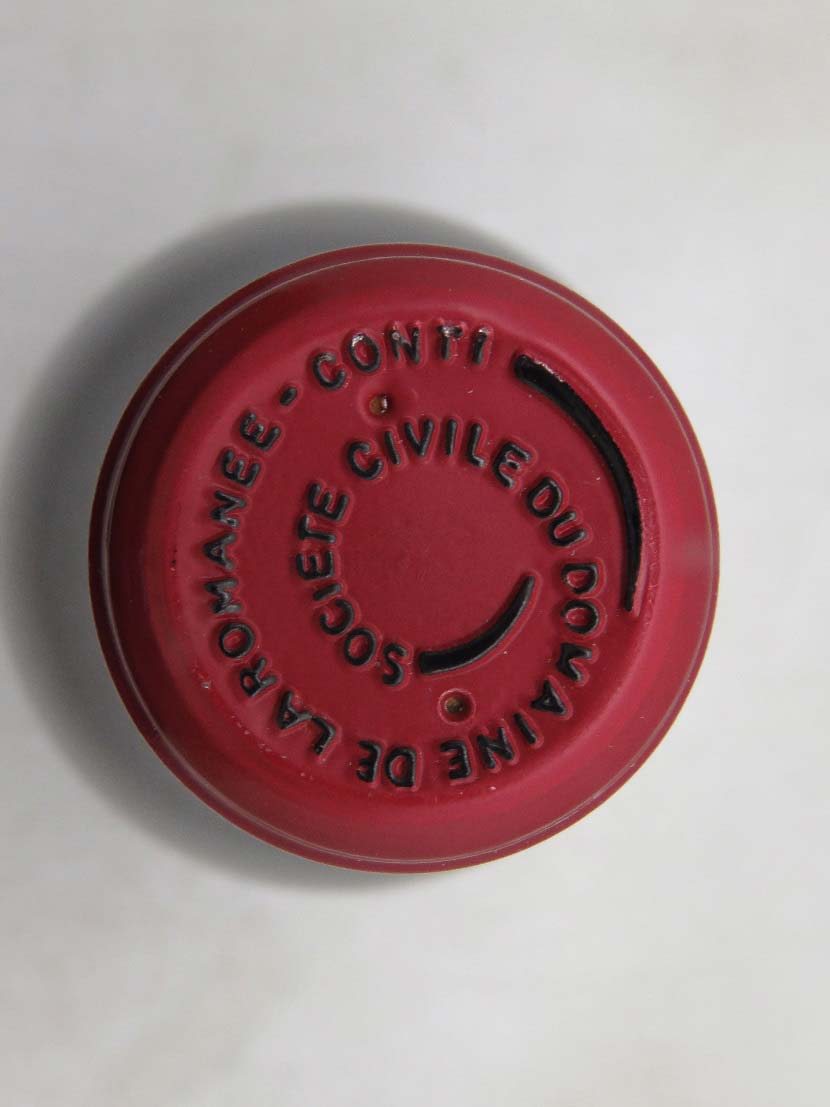 SOCIETE CIVILE DU DOMAINE DE LA ROMANEE - CONTI